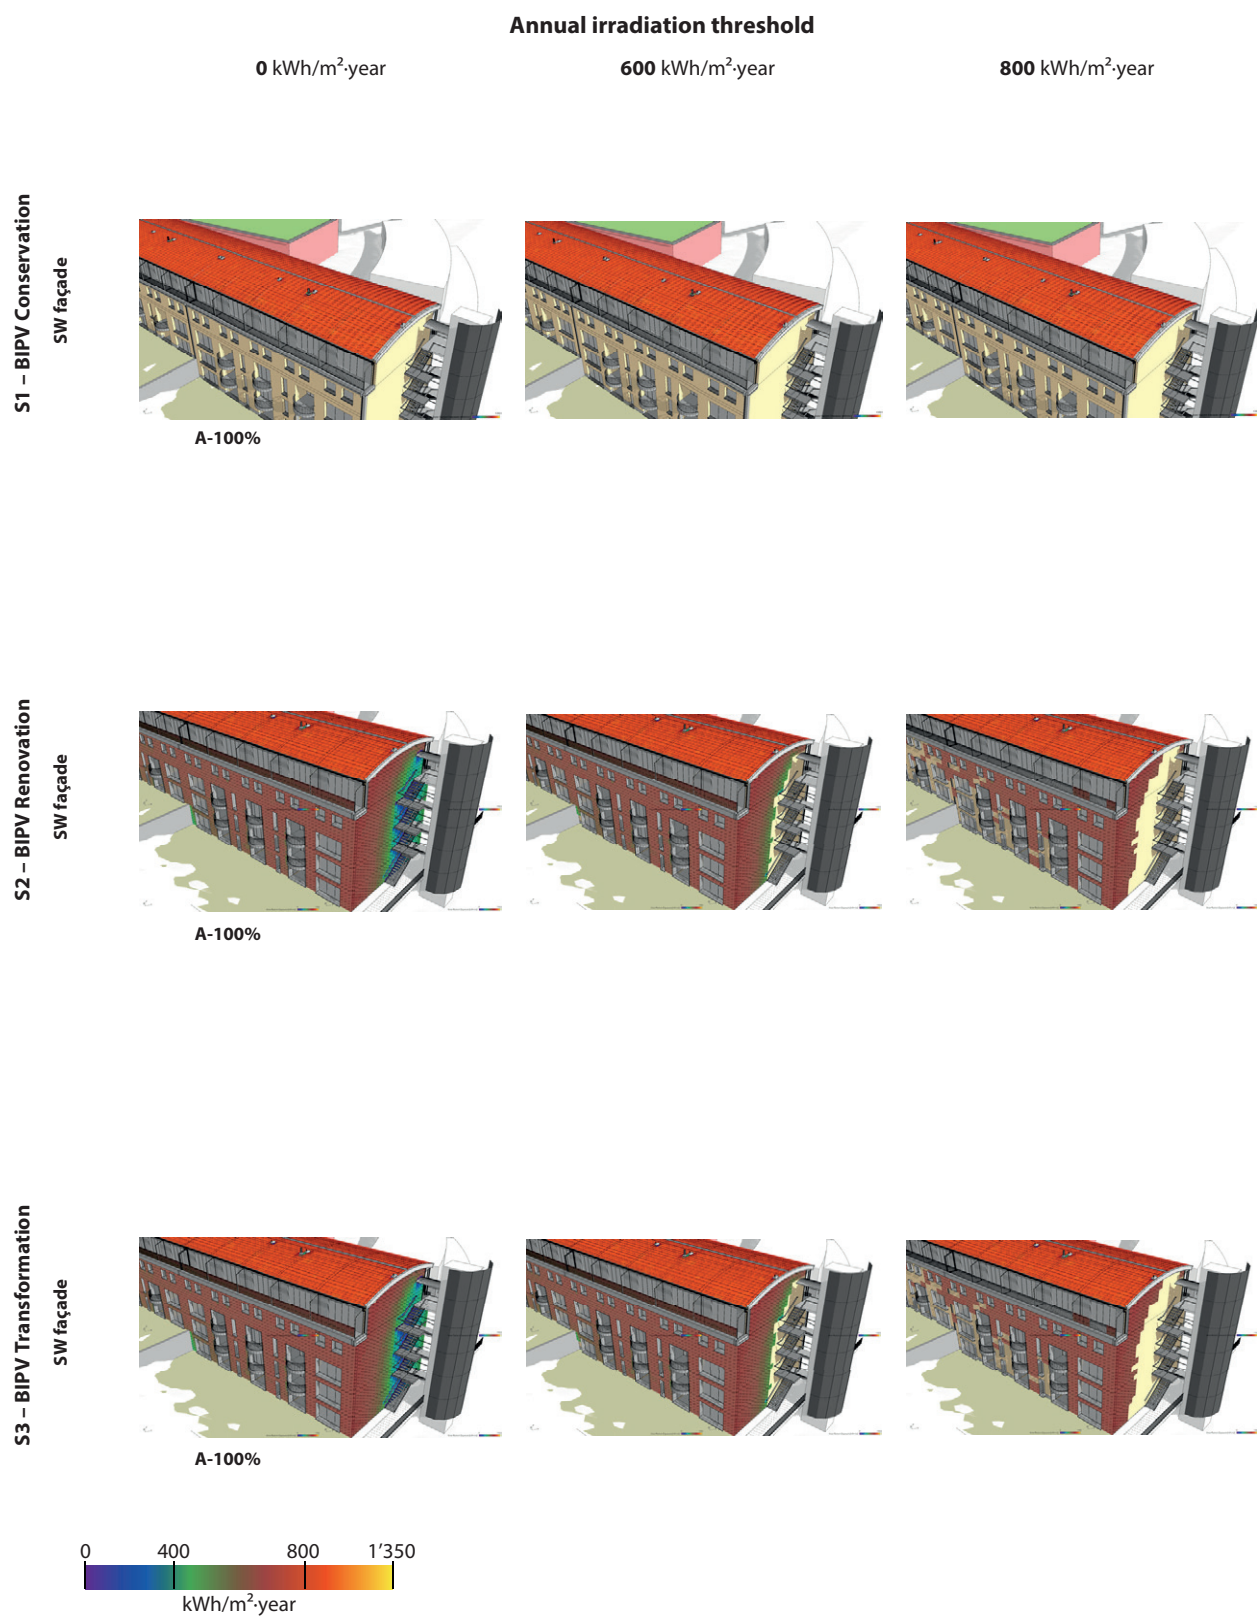 Annual irradiation threshold
0 kWh/m²·year
600 kWh/m²·year
800 kWh/m²·year
S1 – BIPV Conservation
SW façade
A-100%
S2 – BIPV Renovation
SW façade
A-100%
S3 – BIPV Transformation
SW façade
A-100%
0 400 800 1’350
kWh/m²·year